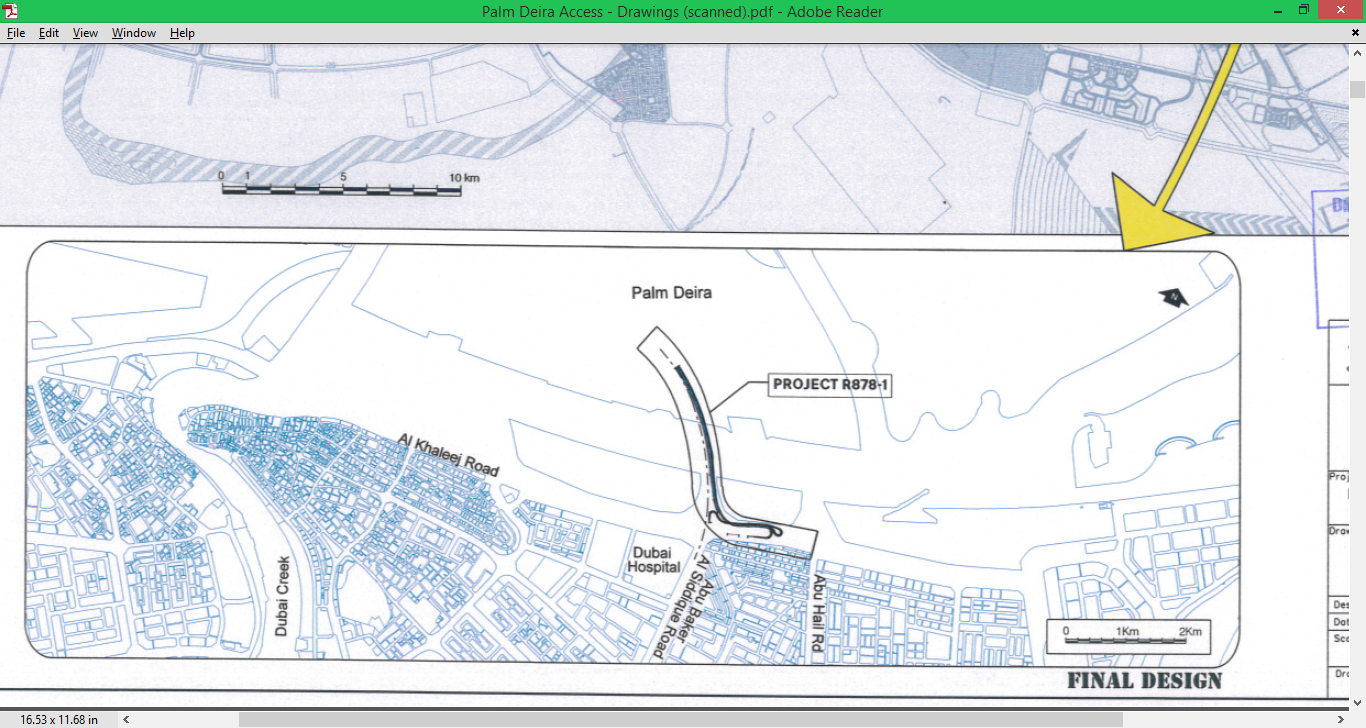 Palm Deira Access - Drawings (scanned).pdf - Adobe Reader
File Edit View Window Help
0 1 5 10 km
Palm Deira
N
PROJECT R878-1
Al Khaleej Road
Dubai
Hospital
Dubai Creek
Abu Baker
Al Siddique Road
Abu Hail Rd
0 1Km 2Km
FINAL DESIGN
16.53 x 11.68 in